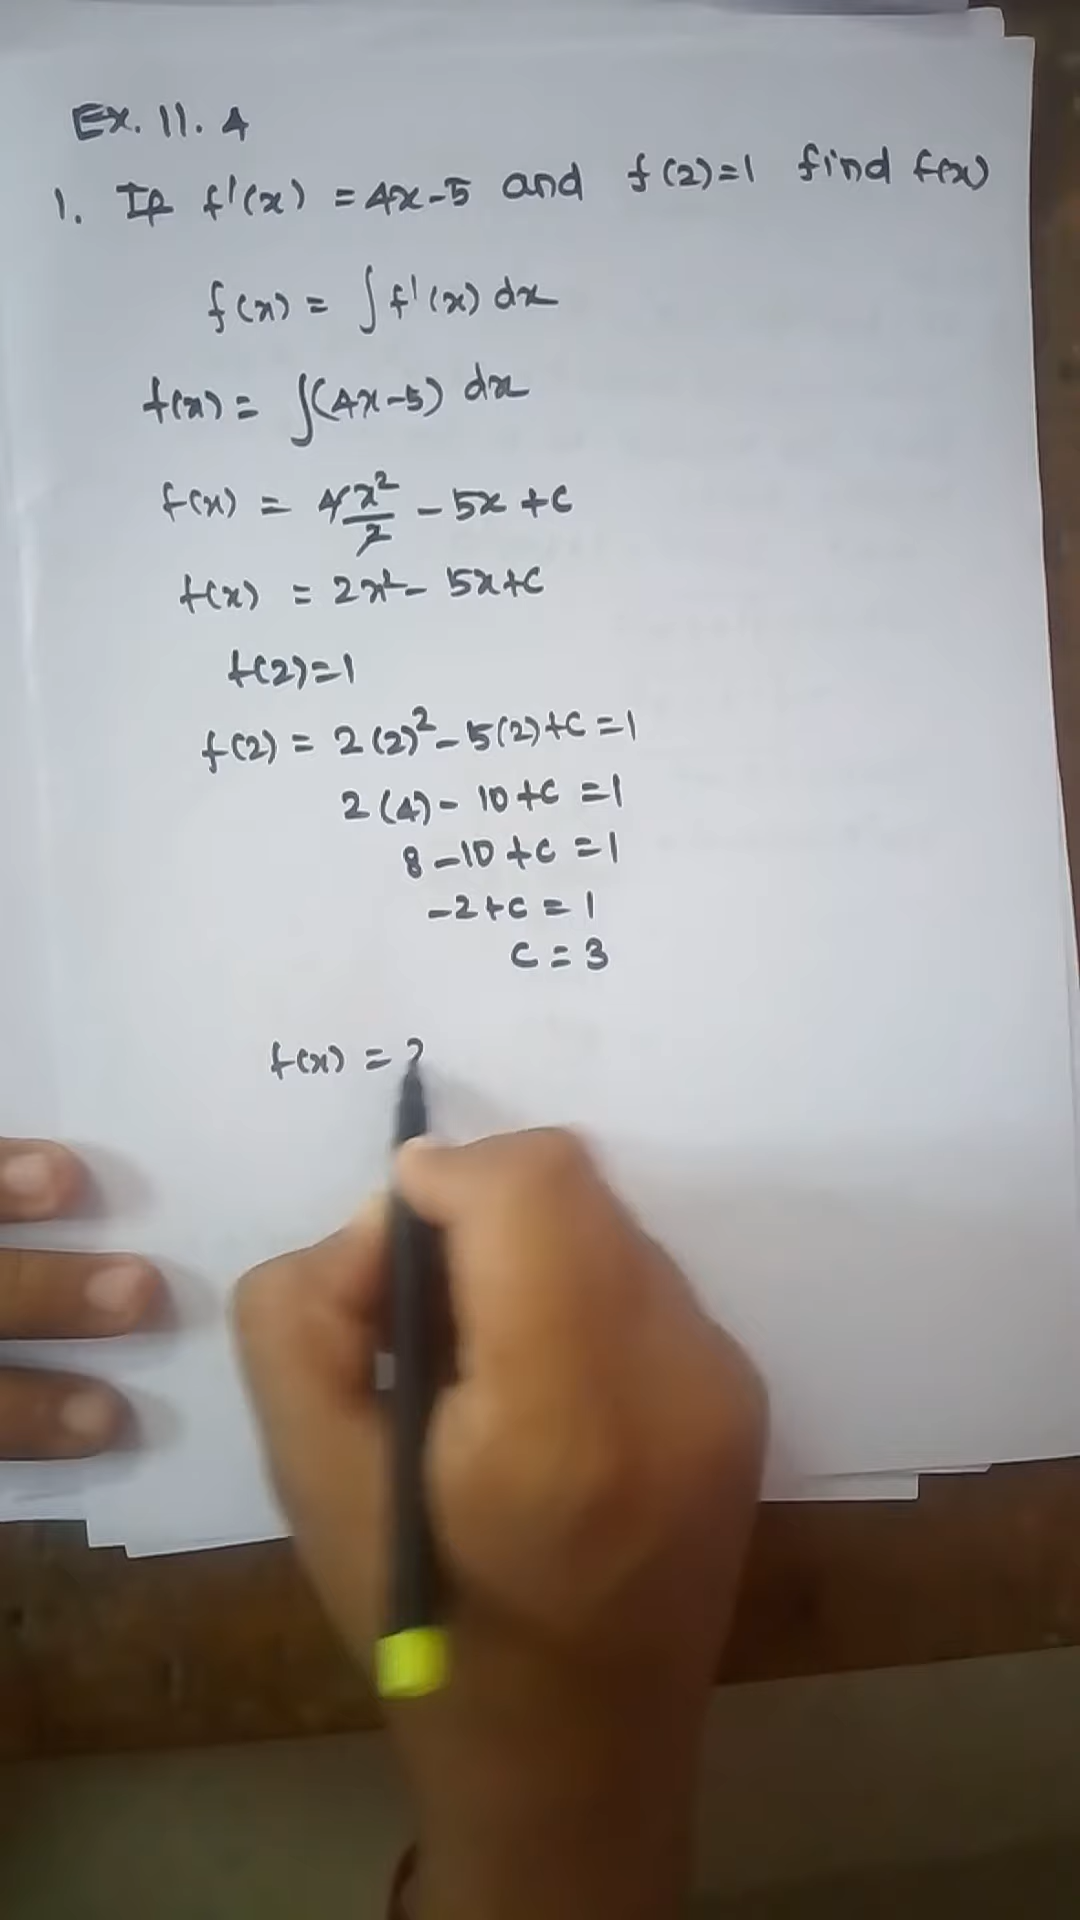 Ex. 11. 4
1. If f'(x) = 4x-5 and f(2)=1 find f(x)
f(x) = ∫f'(x) dx
f(x) = ∫(4x-5) dx
f(x) = 4x²/2 - 5x + c
f(x) = 2x² - 5x+c
f(2)=1
f(2) = 2(2)² - 5(2)+c =1
2(4) - 10 +c =1
8 -10 +c =1
-2+c = 1
c = 3
f(x) = 2